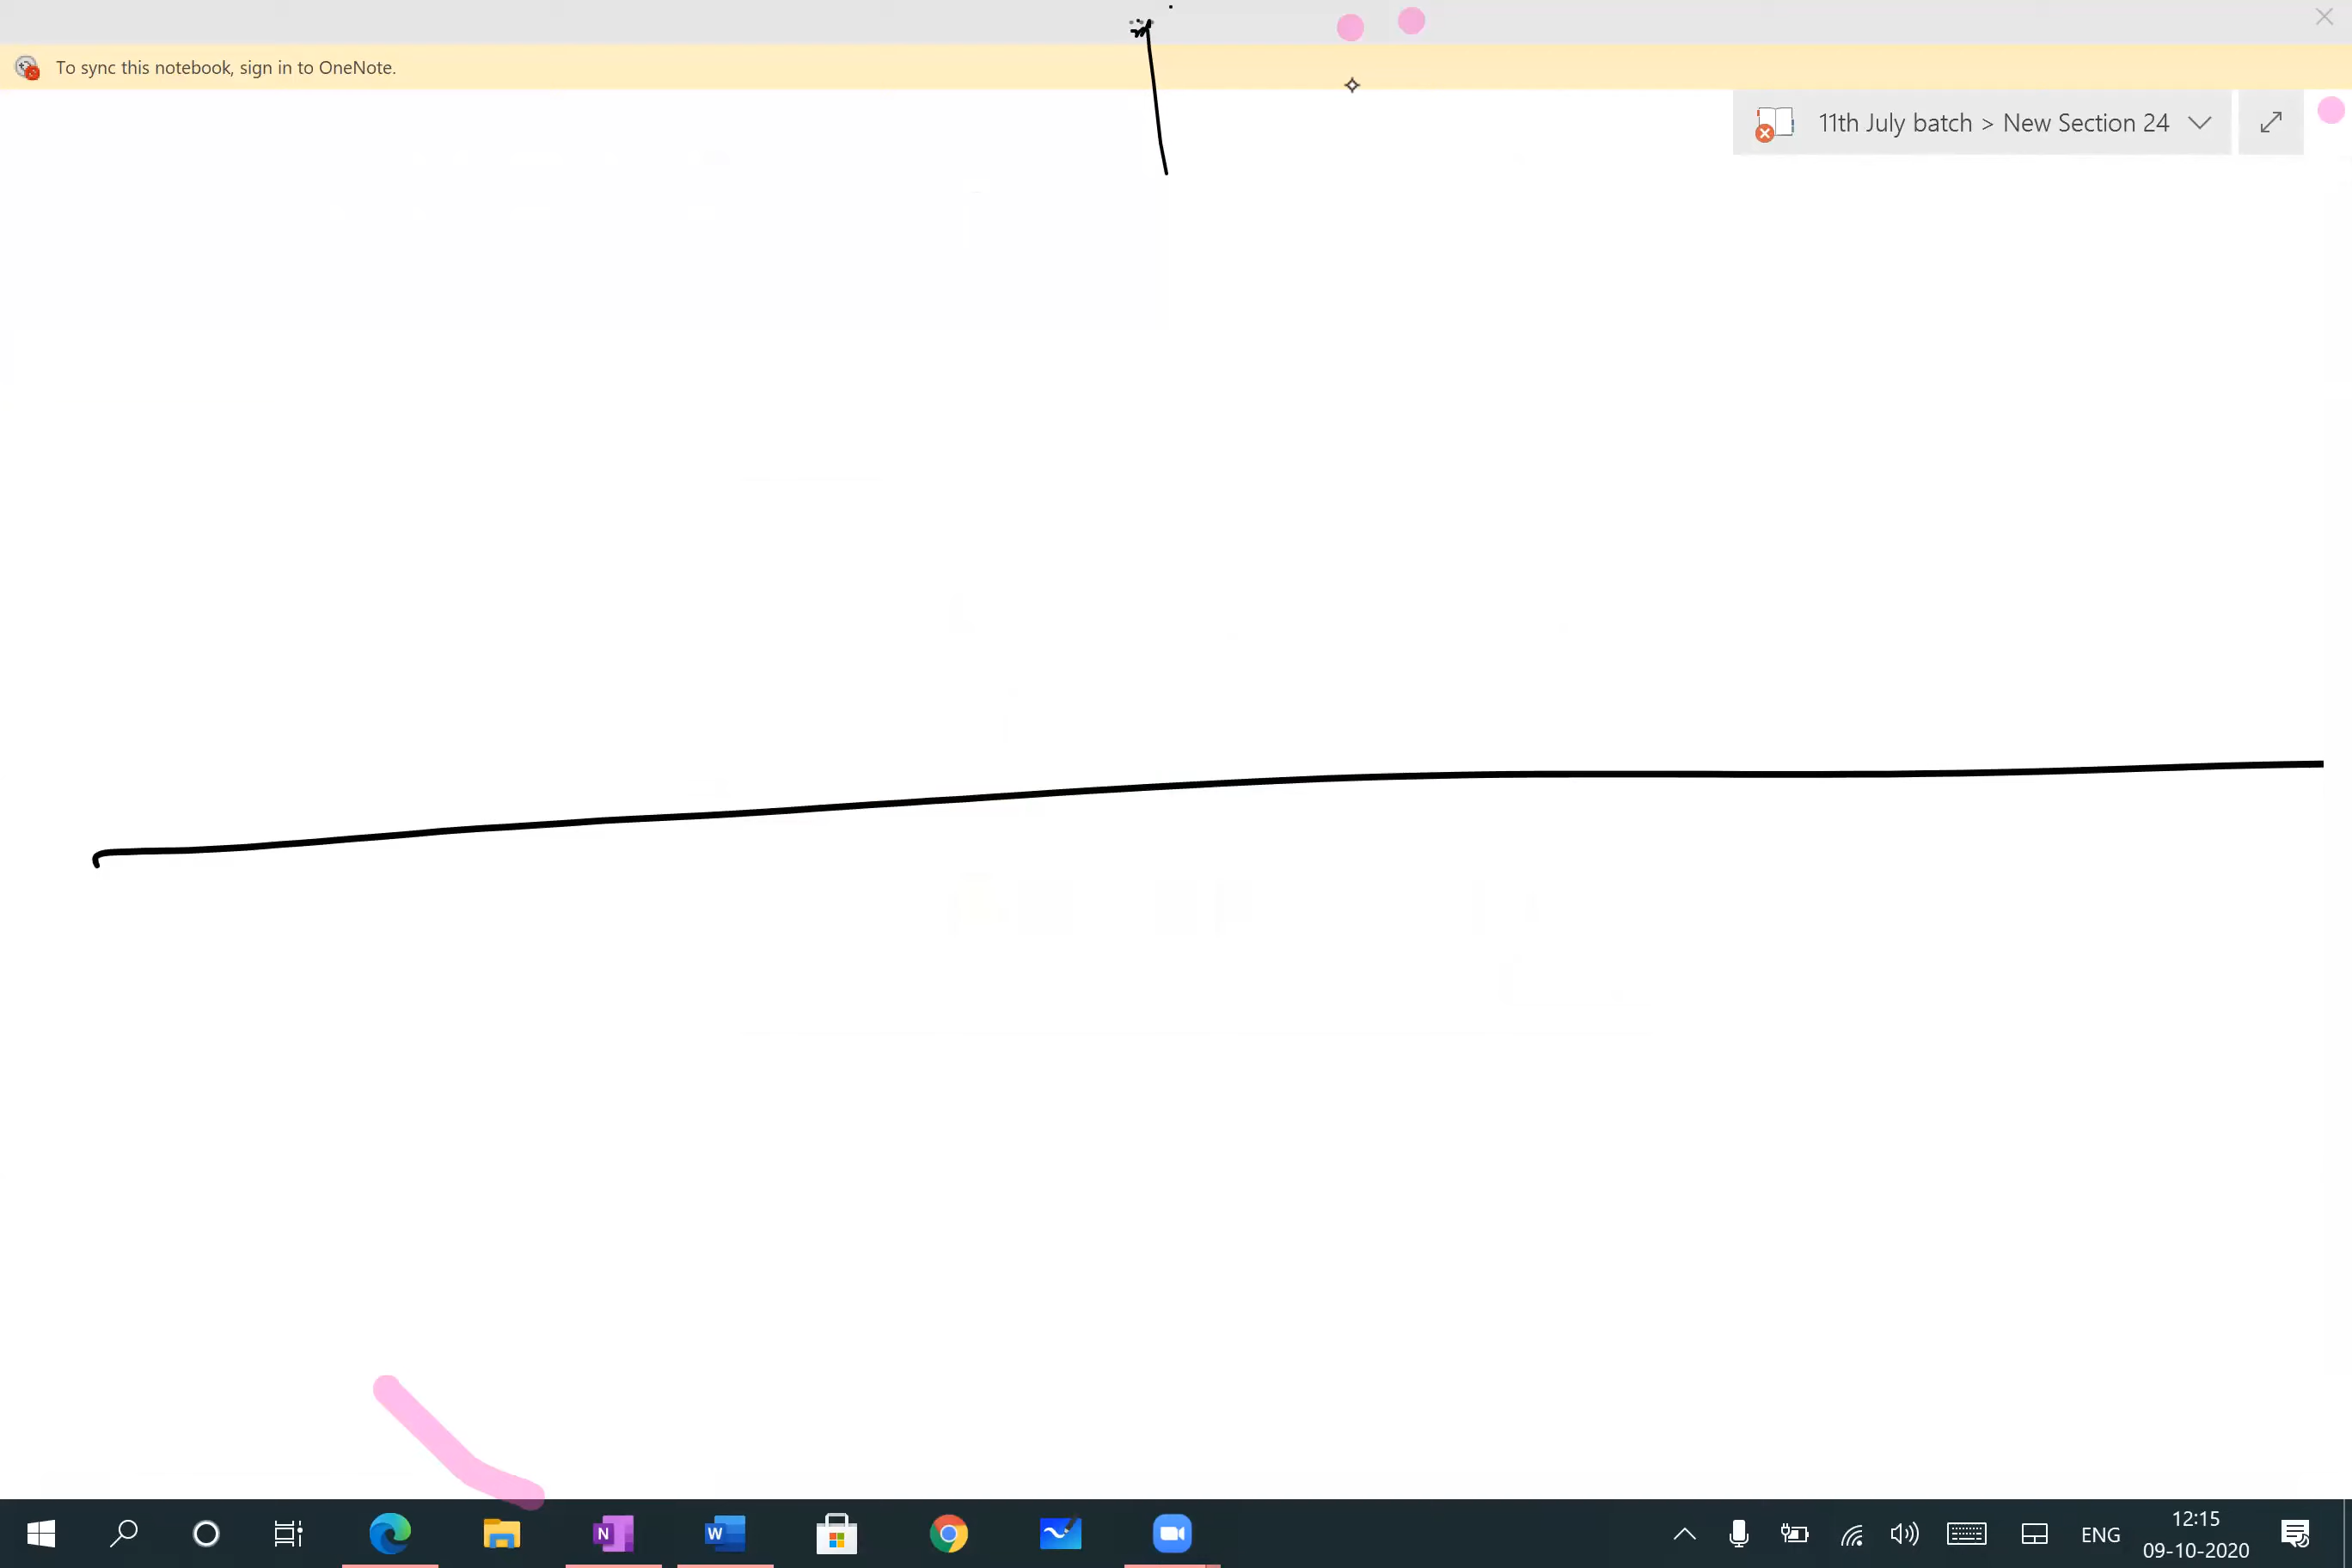 To sync this notebook, sign in to OneNote.
11th July batch > New Section 24
N
W
ENG
12:15
09-10-2020